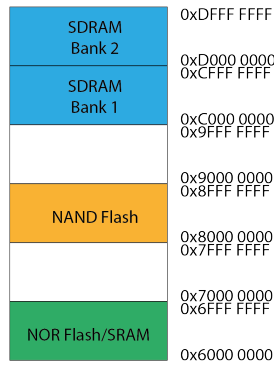 0xDFFF FFFF
SDRAM
Bank 2
0xD000 0000
0xCFFF FFFF
SDRAM
Bank 1
0xC000 0000
0x9FFF FFFF
0x9000 0000
0x8FFF FFFF
NAND Flash
0x8000 0000
0x7FFF FFFF
0x7000 0000
0x6FFF FFFF
NOR Flash/SRAM
0x6000 0000